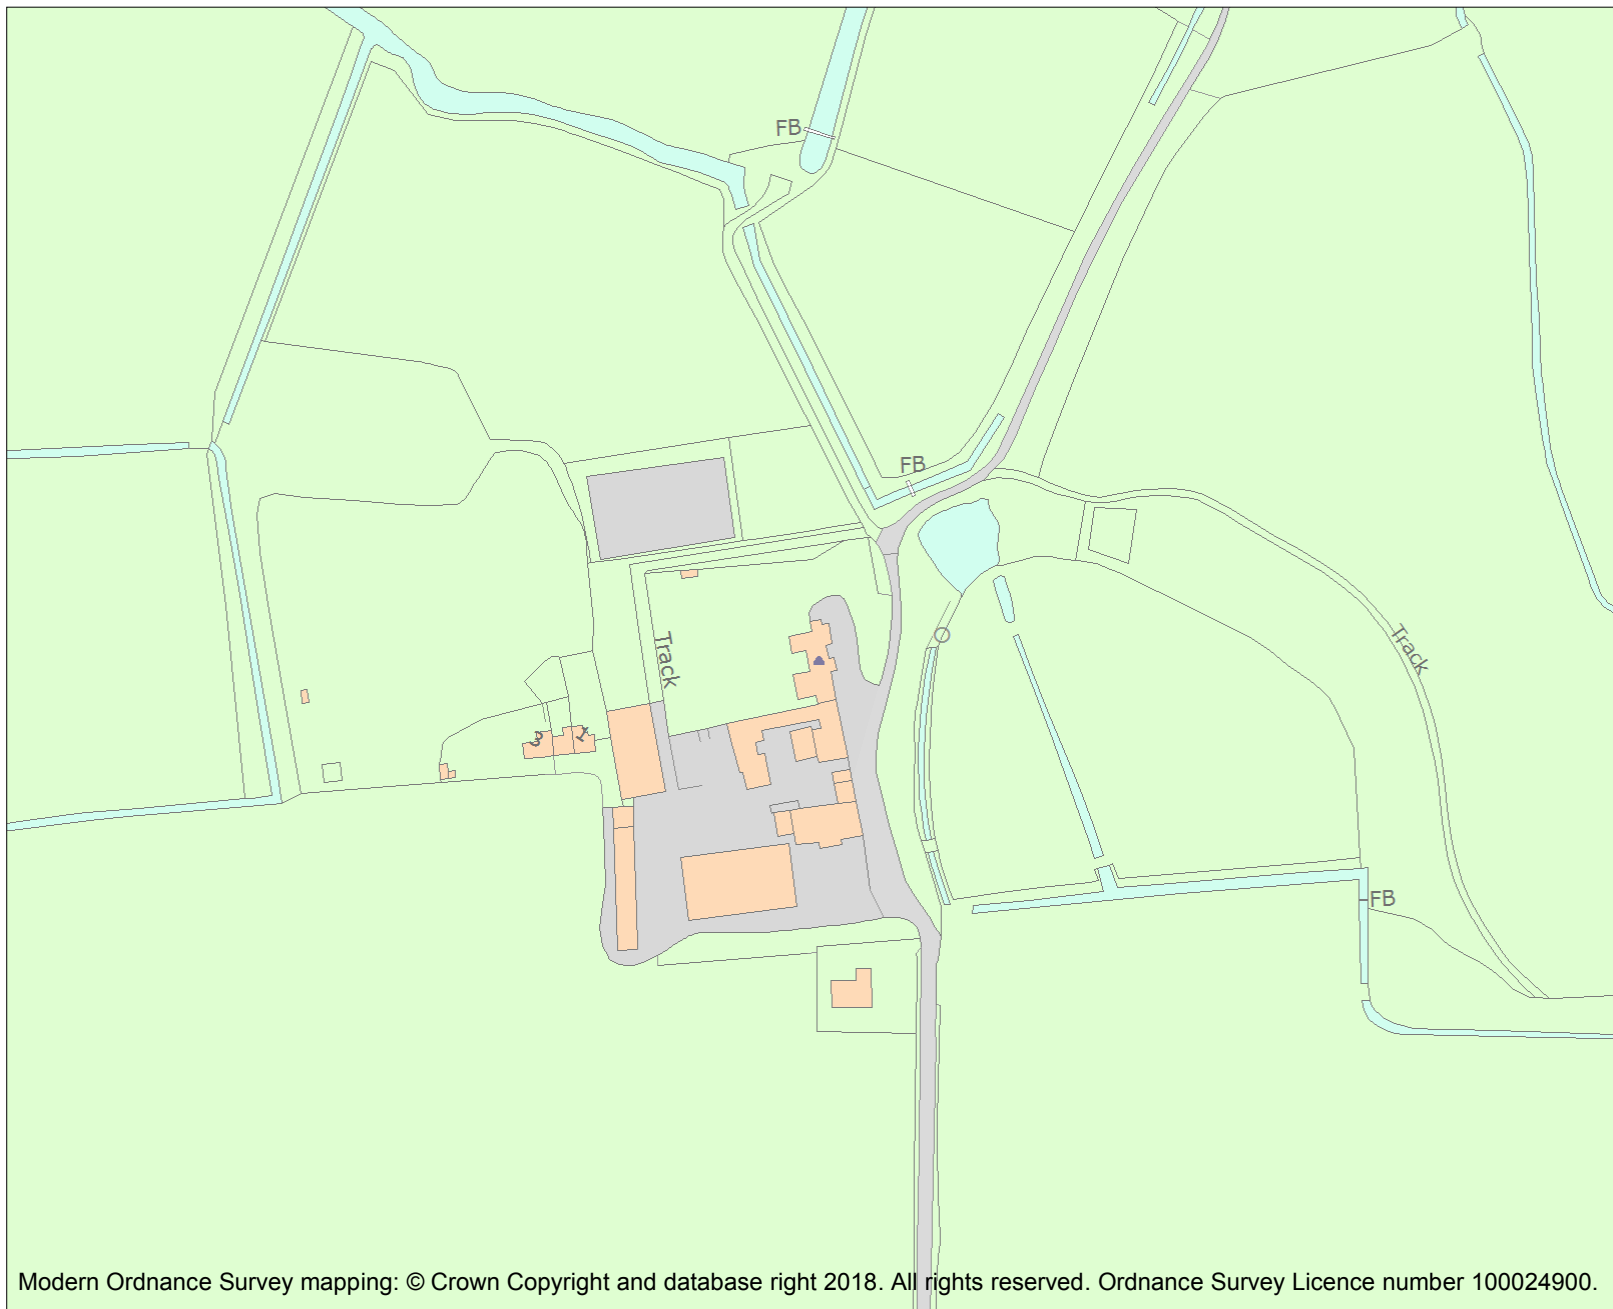 FB
FB
Track
Track
3
1
FB
Modern Ordnance Survey mapping: © Crown Copyright and database right 2018. All rights reserved. Ordnance Survey Licence number 100024900.